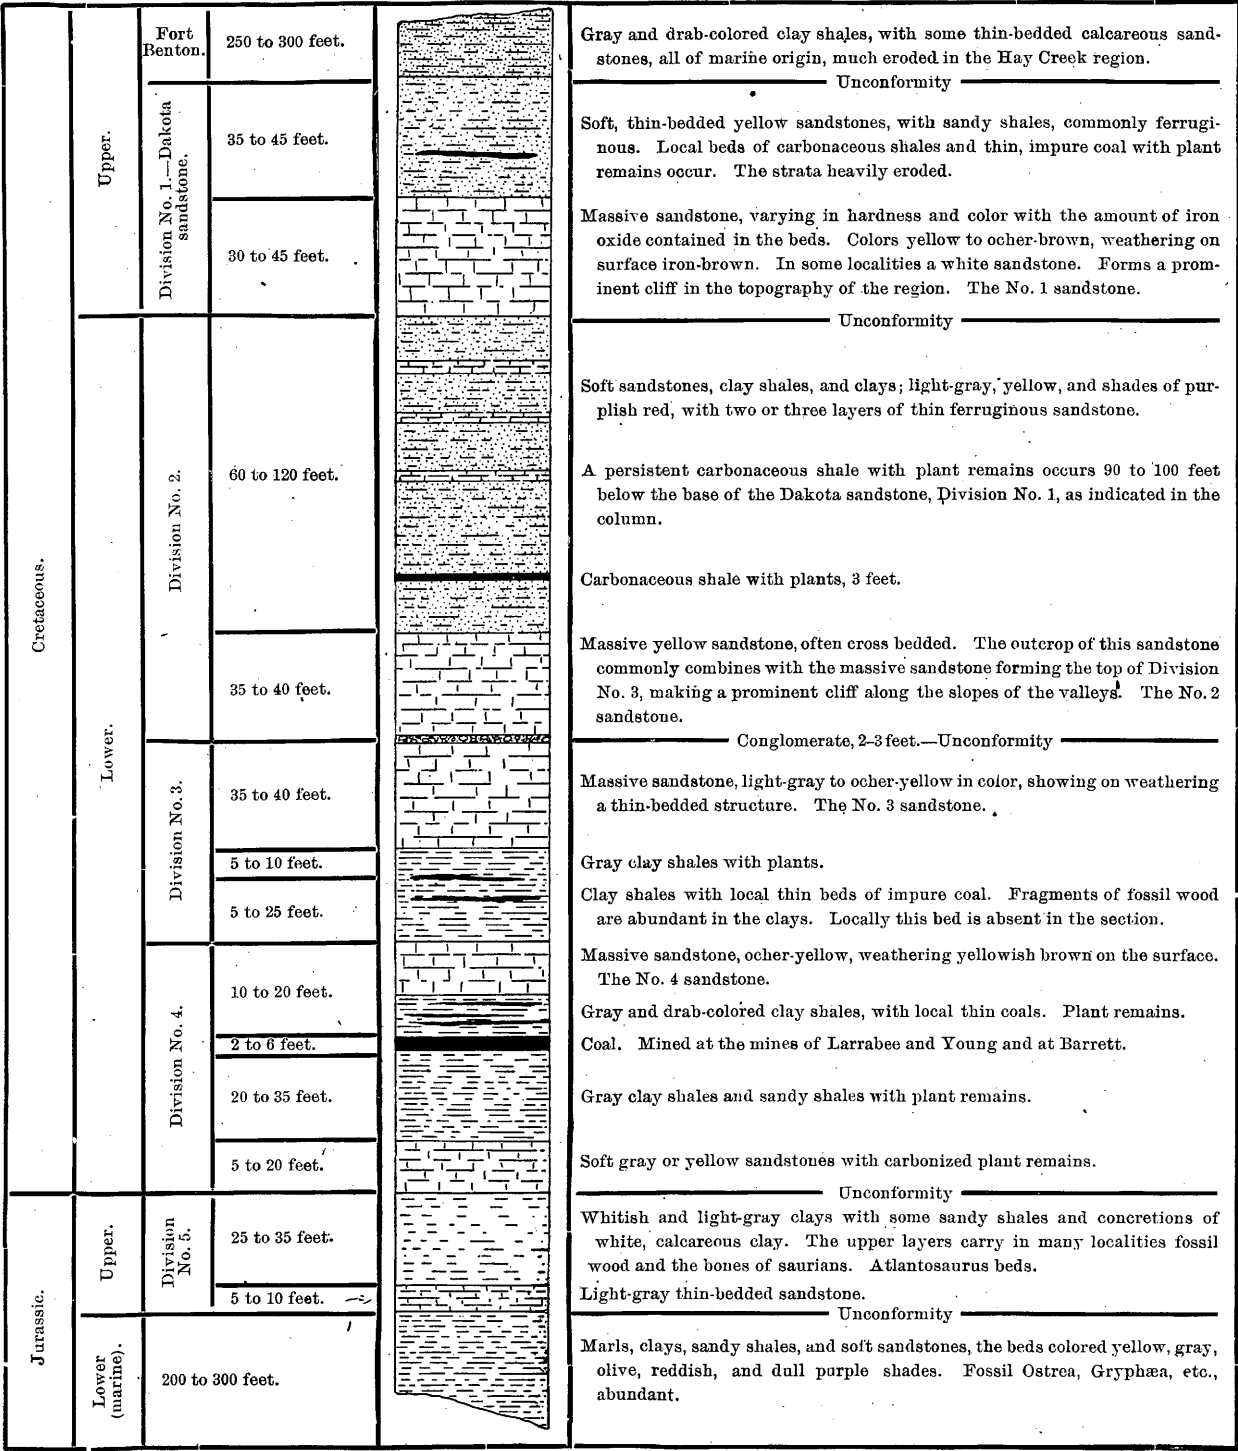 Cretaceous.
Upper.
Fort
Benton.
250 to 300 feet.
Gray and drab-colored clay shales, with some thin-bedded calcareous sand-
stones, all of marine origin, much eroded in the Hay Creek region.
Unconformity
Division No. 1.—Dakota
sandstone.
35 to 45 feet.
Soft, thin-bedded yellow sandstones, with sandy shales, commonly ferrugi-
nous. Local beds of carbonaceous shales and thin, impure coal with plant
remains occur. The strata heavily eroded.
30 to 45 feet.
Massive sandstone, varying in hardness and color with the amount of iron
oxide contained in the beds. Colors yellow to ocher-brown, weathering on
surface iron-brown. In some localities a white sandstone. Forms a prom-
inent cliff in the topography of the region. The No. 1 sandstone.
Unconformity
Lower.
Division No. 2.
60 to 120 feet.
Soft sandstones, clay shales, and clays; light-gray, yellow, and shades of pur-
plish red, with two or three layers of thin ferruginous sandstone.
A persistent carbonaceous shale with plant remains occurs 90 to 100 feet
below the base of the Dakota sandstone, Division No. 1, as indicated in the
column.
Carbonaceous shale with plants, 3 feet.
35 to 40 feet.
Massive yellow sandstone, often cross bedded. The outcrop of this sandstone
commonly combines with the massive sandstone forming the top of Division
No. 3, making a prominent cliff along the slopes of the valleys. The No. 2
sandstone.
Conglomerate, 2–3 feet.—Unconformity
Division No. 3.
35 to 40 feet.
Massive sandstone, light-gray to ocher-yellow in color, showing on weathering
a thin-bedded structure. The No. 3 sandstone.
5 to 10 feet.
Gray clay shales with plants.
5 to 25 feet.
Clay shales with local thin beds of impure coal. Fragments of fossil wood
are abundant in the clays. Locally this bed is absent in the section.
Division No. 4.
10 to 20 feet.
Massive sandstone, ocher-yellow, weathering yellowish brown on the surface.
The No. 4 sandstone.
Gray and drab-colored clay shales, with local thin coals. Plant remains.
2 to 6 feet.
Coal. Mined at the mines of Larrabee and Young and at Barrett.
20 to 35 feet.
Gray clay shales and sandy shales with plant remains.
5 to 20 feet.
Soft gray or yellow sandstones with carbonized plant remains.
Unconformity
Jurassic.
Upper.
Division
No. 5.
25 to 35 feet.
Whitish and light-gray clays with some sandy shales and concretions of
white, calcareous clay. The upper layers carry in many localities fossil
wood and the bones of saurians. Atlantosaurus beds.
5 to 10 feet.
Light-gray thin-bedded sandstone.
Unconformity
Lower
(marine).
200 to 300 feet.
Marls, clays, sandy shales, and soft sandstones, the beds colored yellow, gray,
olive, reddish, and dull purple shades. Fossil Ostrea, Gryphæa, etc.,
abundant.